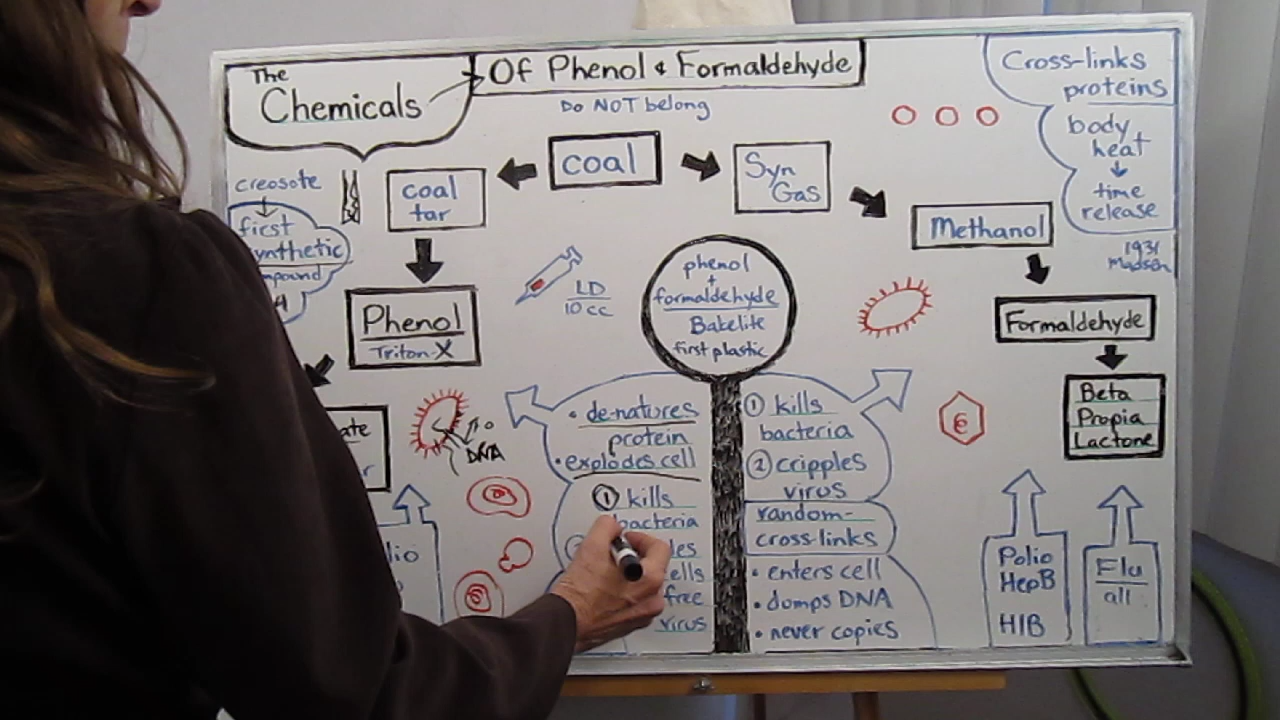 The
Chemicals
Of Phenol & Formaldehyde
Do NOT belong
Cross-links
proteins
body
heat
time
release
1931
Madsen
creosote
first
coal
tar
coal
Syn
Gas
Methanol
Formaldehyde
Beta
Propia
Lactone
Phenol
Triton-X
LD
10 cc
phenol
+
formaldehyde
Bakelite
first plastic
DNA
• de-natures
protein
• explodes cell
① kills
bacteria
free
virus
① kills
bacteria
② cripples
virus
random-
cross-links
• enters cell
• dumps DNA
• never copies
Polio
HepB
HIB
Flu
all